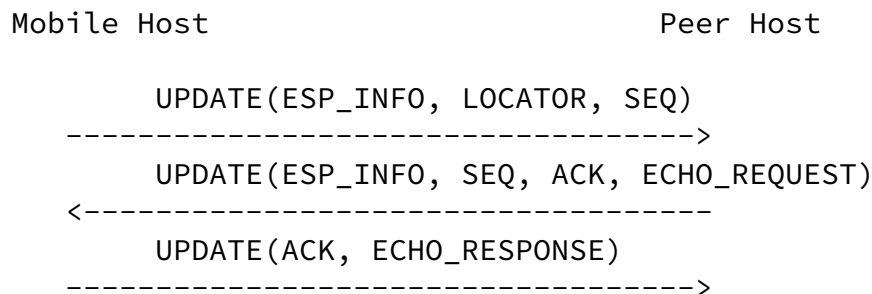 Mobile Host Peer Host
UPDATE(ESP_INFO, LOCATOR, SEQ)
----------------------------------->
UPDATE(ESP_INFO, SEQ, ACK, ECHO_REQUEST)
<-----------------------------------
UPDATE(ACK, ECHO_RESPONSE)
----------------------------------->